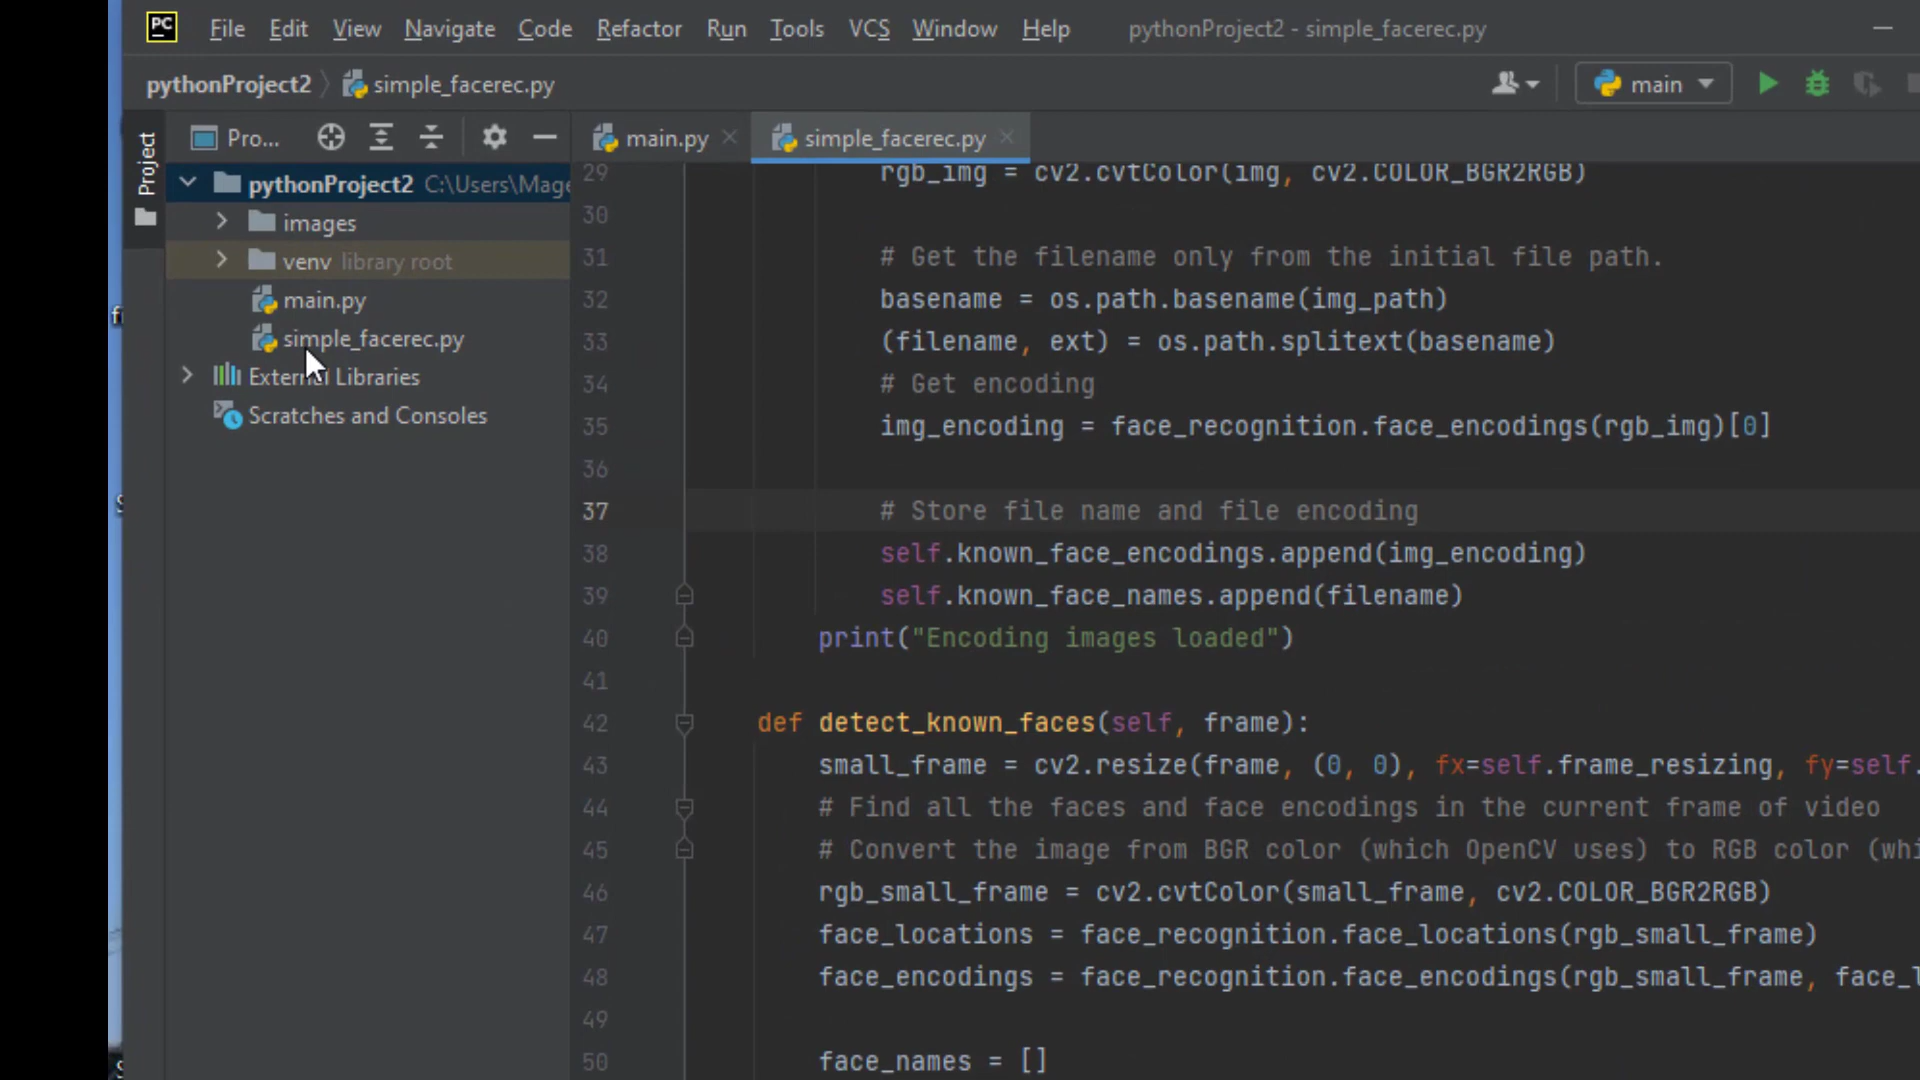 PC File Edit View Navigate Code Refactor Run Tools VCS Window Help pythonProject2 - simple_facerec.py
pythonProject2 simple_facerec.py main
Project
Pro...
main.py simple_facerec.py
pythonProject2 C:\Users\Mage
images
venv library root
main.py
simple_facerec.py
External Libraries
Scratches and Consoles
29 rgb_img = cv2.cvtColor(img, cv2.COLOR_BGR2RGB)
30
31 # Get the filename only from the initial file path.
32 basename = os.path.basename(img_path)
33 (filename, ext) = os.path.splitext(basename)
34 # Get encoding
35 img_encoding = face_recognition.face_encodings(rgb_img)[0]
36
37 # Store file name and file encoding
38 self.known_face_encodings.append(img_encoding)
39 self.known_face_names.append(filename)
40 print("Encoding images loaded")
41
42 def detect_known_faces(self, frame):
43 small_frame = cv2.resize(frame, (0, 0), fx=self.frame_resizing, fy=self.
44 # Find all the faces and face encodings in the current frame of video
45 # Convert the image from BGR color (which OpenCV uses) to RGB color (whi
46 rgb_small_frame = cv2.cvtColor(small_frame, cv2.COLOR_BGR2RGB)
47 face_locations = face_recognition.face_locations(rgb_small_frame)
48 face_encodings = face_recognition.face_encodings(rgb_small_frame, face_l
49
50 face_names = []